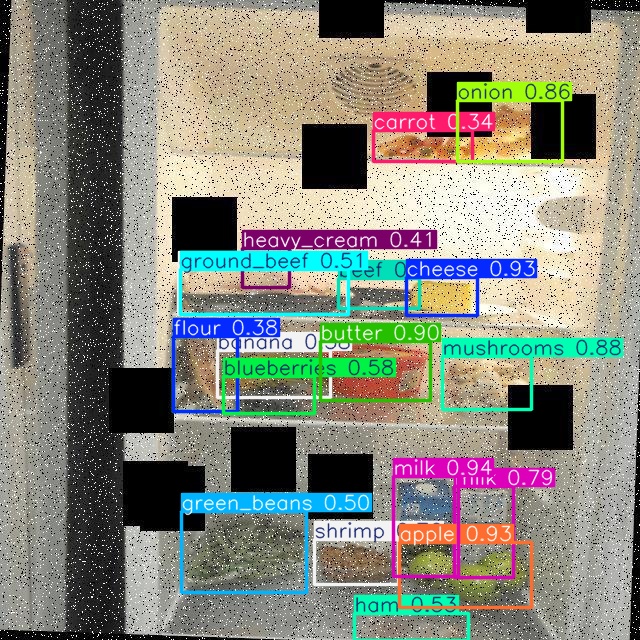 onion 0.86
carrot 0.34
heavy_cream 0.41
ground_beef 0.51
beef
cheese 0.93
flour 0.38
butter 0.90
banana
blueberries 0.58
mushrooms 0.88
milk 0.94
milk 0.79
green_beans 0.50
shrimp
apple 0.93
ham 0.53